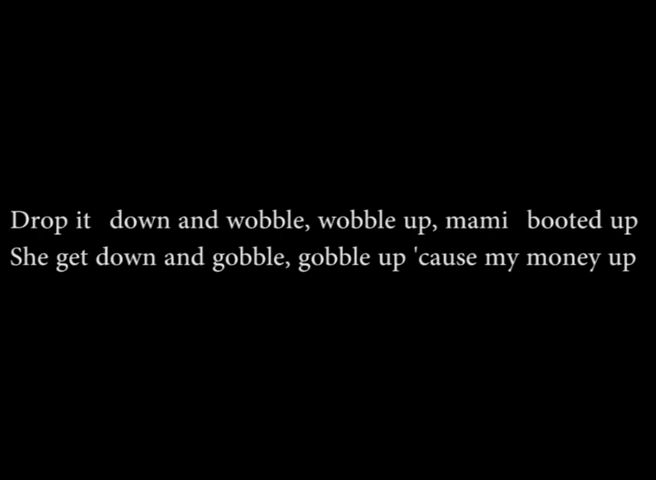 Drop it down and wobble, wobble up, mami booted up
She get down and gobble, gobble up 'cause my money up